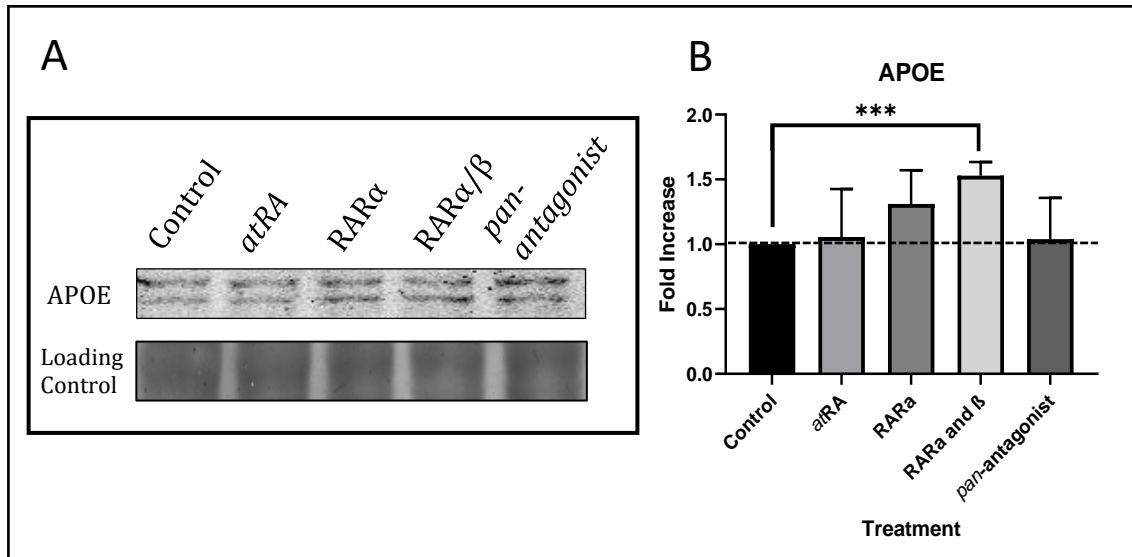 A
Control
atRA
RARα
RARα/β
pan-
antagonist
APOE
Loading
Control
B
APOE
***
Fold Increase
2.0
1.5
1.0
0.5
0.0
Control
atRA
RARa
RARa and ß
pan-antagonist
Treatment